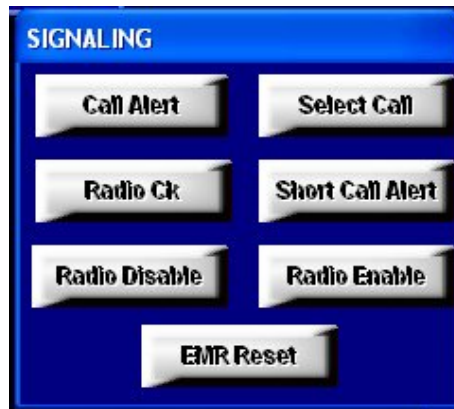 SIGNALING
Call Alert
Select Call
Radio Ck
Short Call Alert
Radio Disable
Radio Enable
EMR Reset